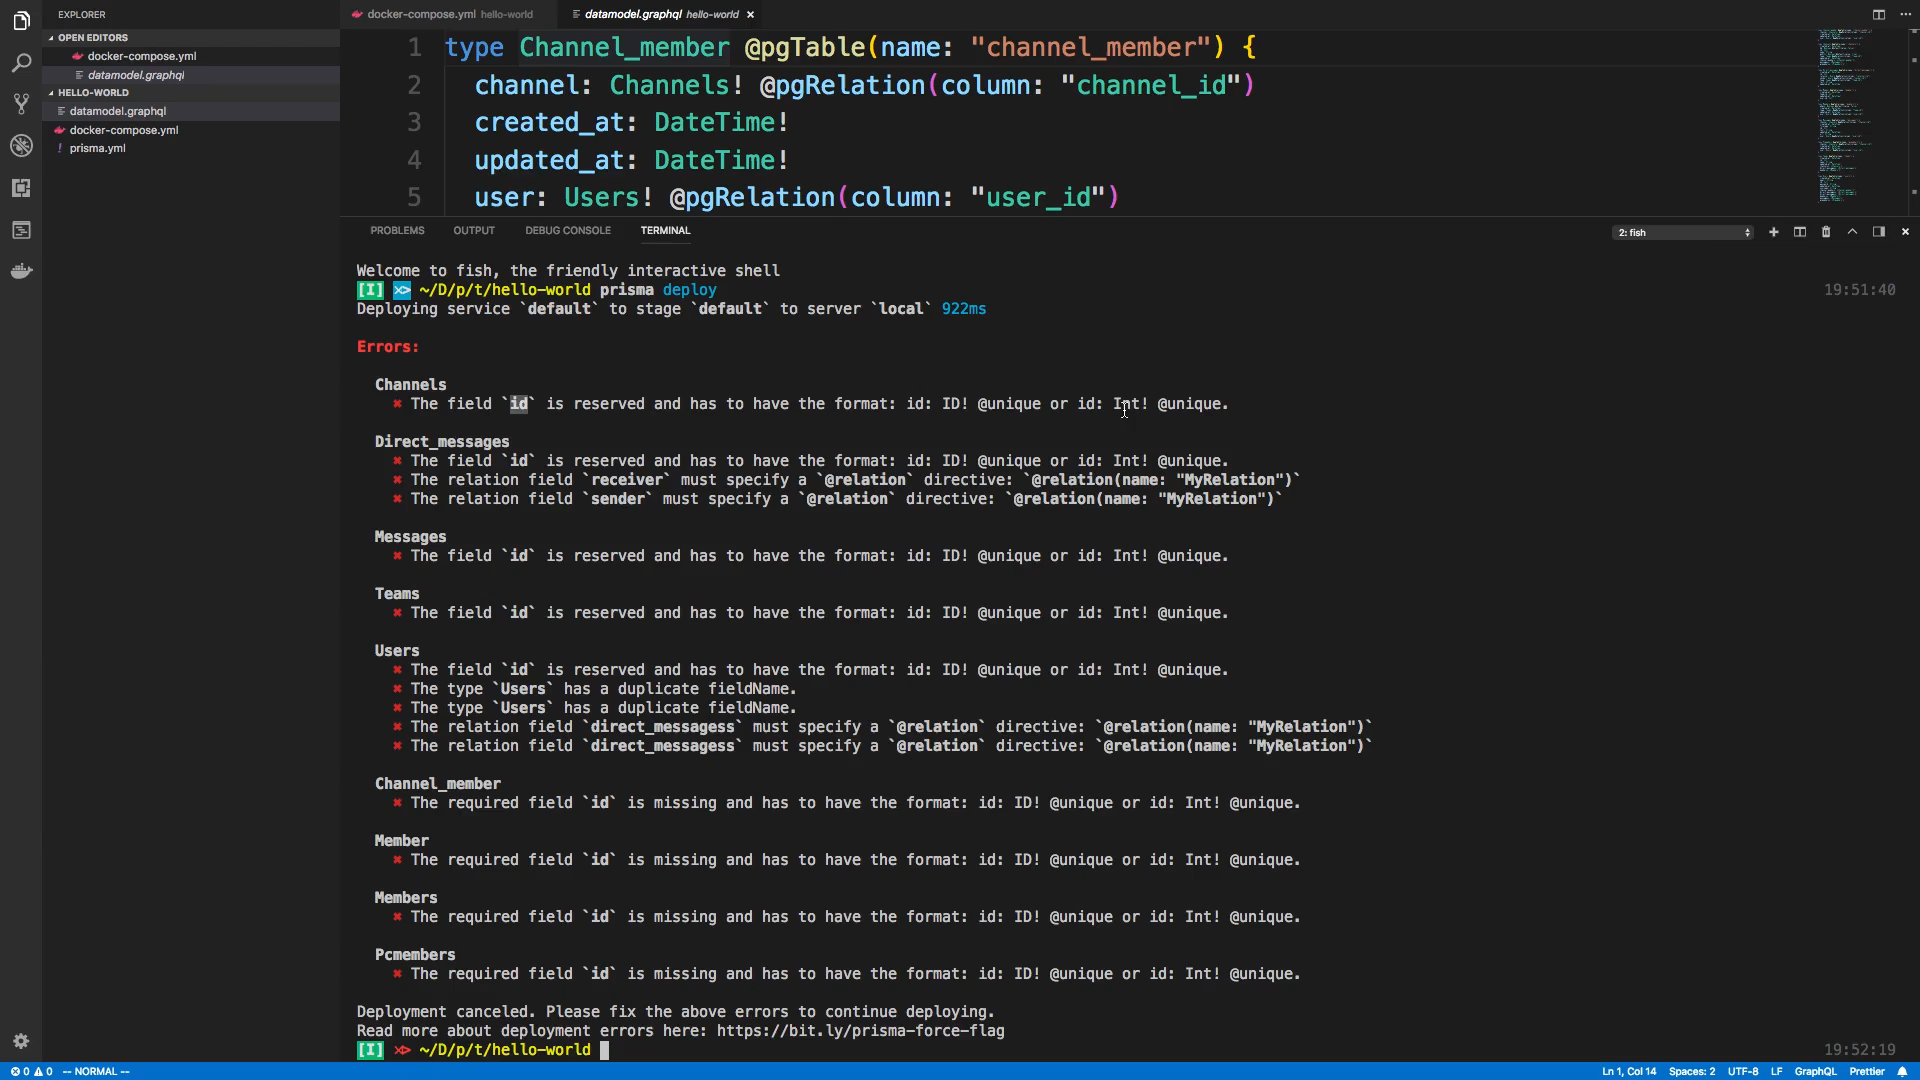 EXPLORER
OPEN EDITORS
docker-compose.yml
datamodel.graphql
HELLO-WORLD
datamodel.graphql
docker-compose.yml
! prisma.yml
docker-compose.yml hello-world
datamodel.graphql hello-world ×
1 type Channel_member @pgTable(name: "channel_member") {
2 channel: Channels! @pgRelation(column: "channel_id")
3 created_at: DateTime!
4 updated_at: DateTime!
5 user: Users! @pgRelation(column: "user_id")
PROBLEMS OUTPUT DEBUG CONSOLE TERMINAL 2: fish
Welcome to fish, the friendly interactive shell
[I] ~/D/p/t/hello-world prisma deploy 19:51:40
Deploying service `default` to stage `default` to server `local` 922ms
Errors:
Channels
✖ The field `id` is reserved and has to have the format: id: ID! @unique or id: Int! @unique.
Direct_messages
✖ The field `id` is reserved and has to have the format: id: ID! @unique or id: Int! @unique.
✖ The relation field `receiver` must specify a `@relation` directive: `@relation(name: "MyRelation")`
✖ The relation field `sender` must specify a `@relation` directive: `@relation(name: "MyRelation")`
Messages
✖ The field `id` is reserved and has to have the format: id: ID! @unique or id: Int! @unique.
Teams
✖ The field `id` is reserved and has to have the format: id: ID! @unique or id: Int! @unique.
Users
✖ The field `id` is reserved and has to have the format: id: ID! @unique or id: Int! @unique.
✖ The type `Users` has a duplicate fieldName.
✖ The type `Users` has a duplicate fieldName.
✖ The relation field `direct_messagess` must specify a `@relation` directive: `@relation(name: "MyRelation")`
✖ The relation field `direct_messagess` must specify a `@relation` directive: `@relation(name: "MyRelation")`
Channel_member
✖ The required field `id` is missing and has to have the format: id: ID! @unique or id: Int! @unique.
Member
✖ The required field `id` is missing and has to have the format: id: ID! @unique or id: Int! @unique.
Members
✖ The required field `id` is missing and has to have the format: id: ID! @unique or id: Int! @unique.
Pcmembers
✖ The required field `id` is missing and has to have the format: id: ID! @unique or id: Int! @unique.
Deployment canceled. Please fix the above errors to continue deploying.
Read more about deployment errors here: https://bit.ly/prisma-force-flag
[I] ~/D/p/t/hello-world 19:52:19
0 0 -- NORMAL -- Ln 1, Col 14 Spaces: 2 UTF-8 LF GraphQL Prettier